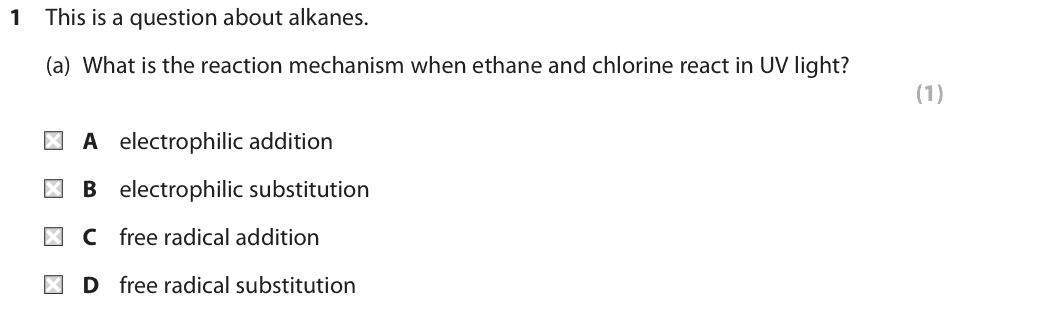 1 This is a question about alkanes.
(a) What is the reaction mechanism when ethane and chlorine react in UV light?
(1)
A electrophilic addition
B electrophilic substitution
C free radical addition
D free radical substitution